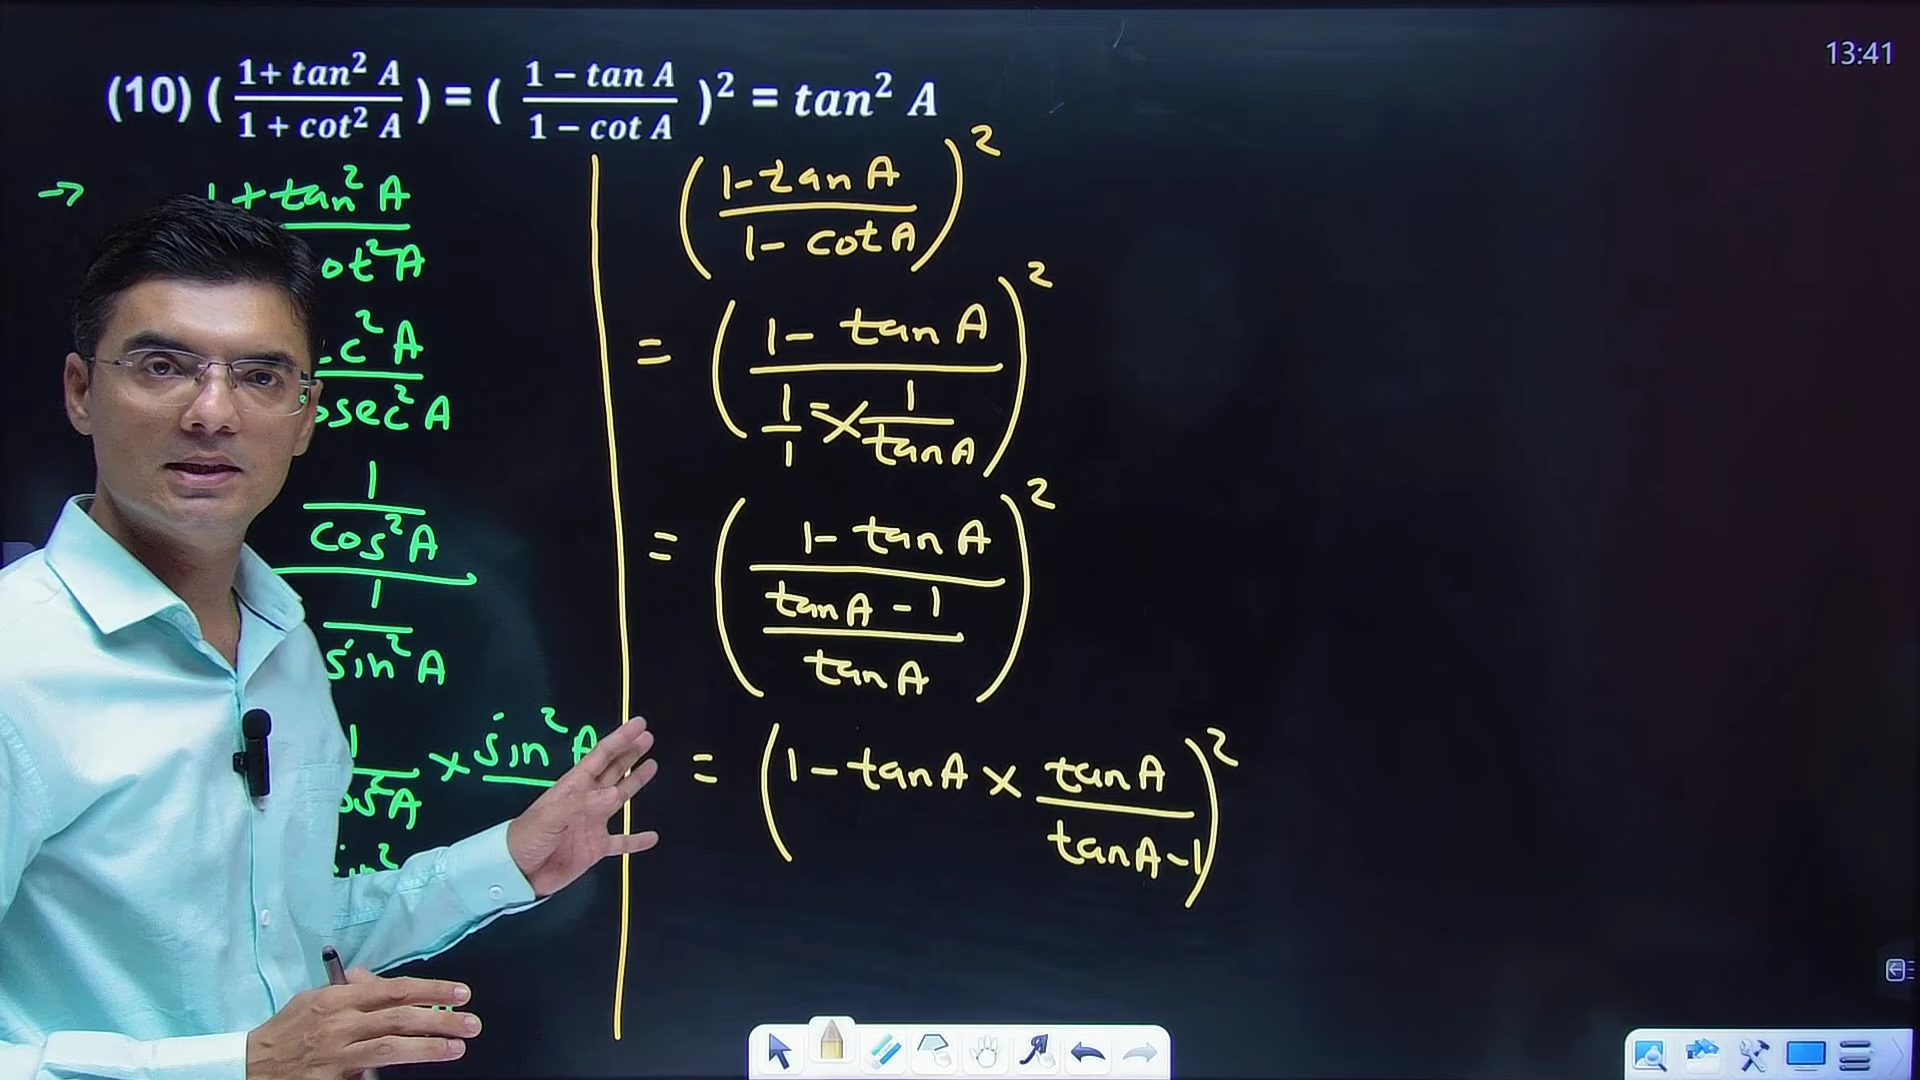 13:41
(10) ( (1 + tan² A)/(1 + cot² A) ) = ( (1 − tan A)/(1 − cot A) )² = tan² A
→ 1 + tan² A
ot² A
c² A
osec² A
1
cos² A
1
sin² A
1 × sin² A
os² A
in²
( (1 - tan A)/(1 - cot A) )²
= ( (1 - tan A)/(1/1 = × 1/tan A) )²
= ( (1 - tan A)/((tan A - 1)/tan A) )²
= ( 1 - tan A × tan A/(tan A - 1) )²